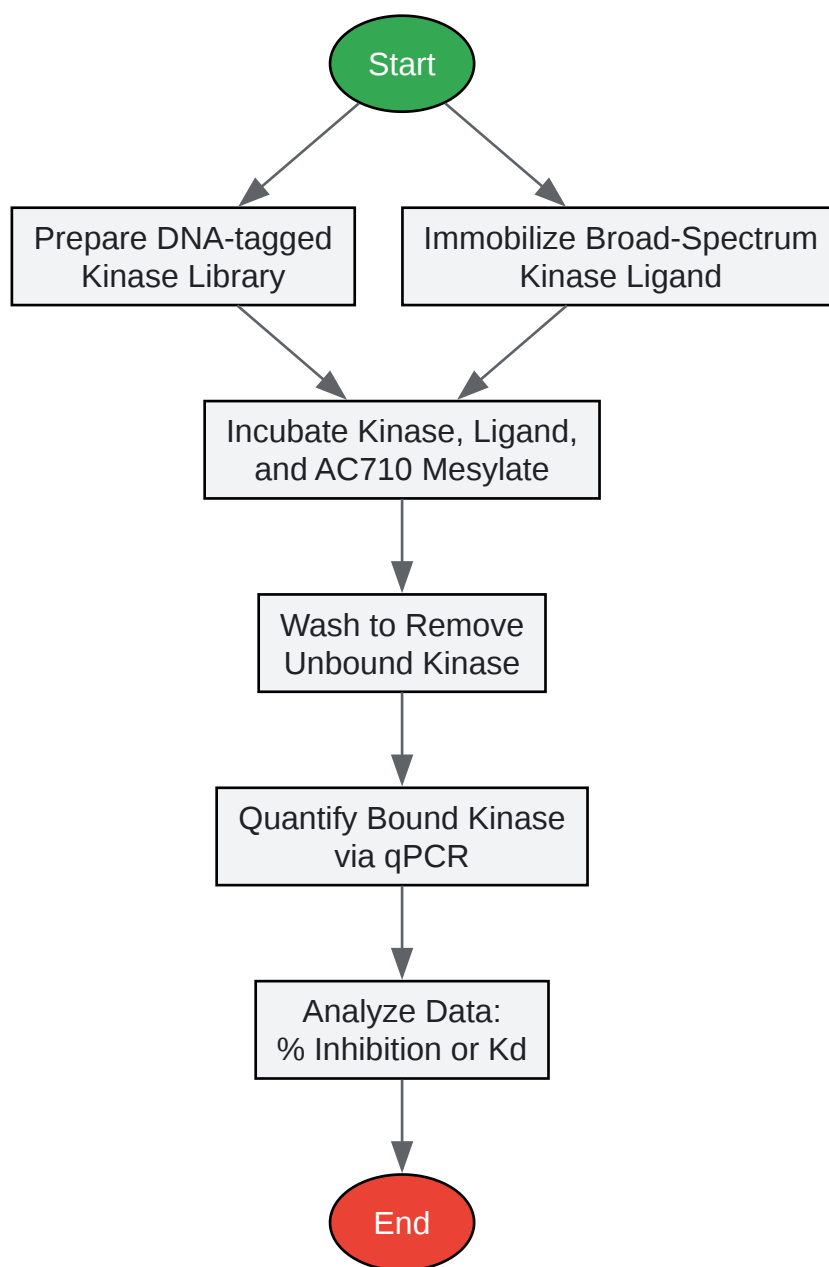 Start
Prepare DNA-tagged
Kinase Library
Immobilize Broad-Spectrum
Kinase Ligand
Incubate Kinase, Ligand,
and AC710 Mesylate
Wash to Remove
Unbound Kinase
Quantify Bound Kinase
via qPCR
Analyze Data:
% Inhibition or Kd
End